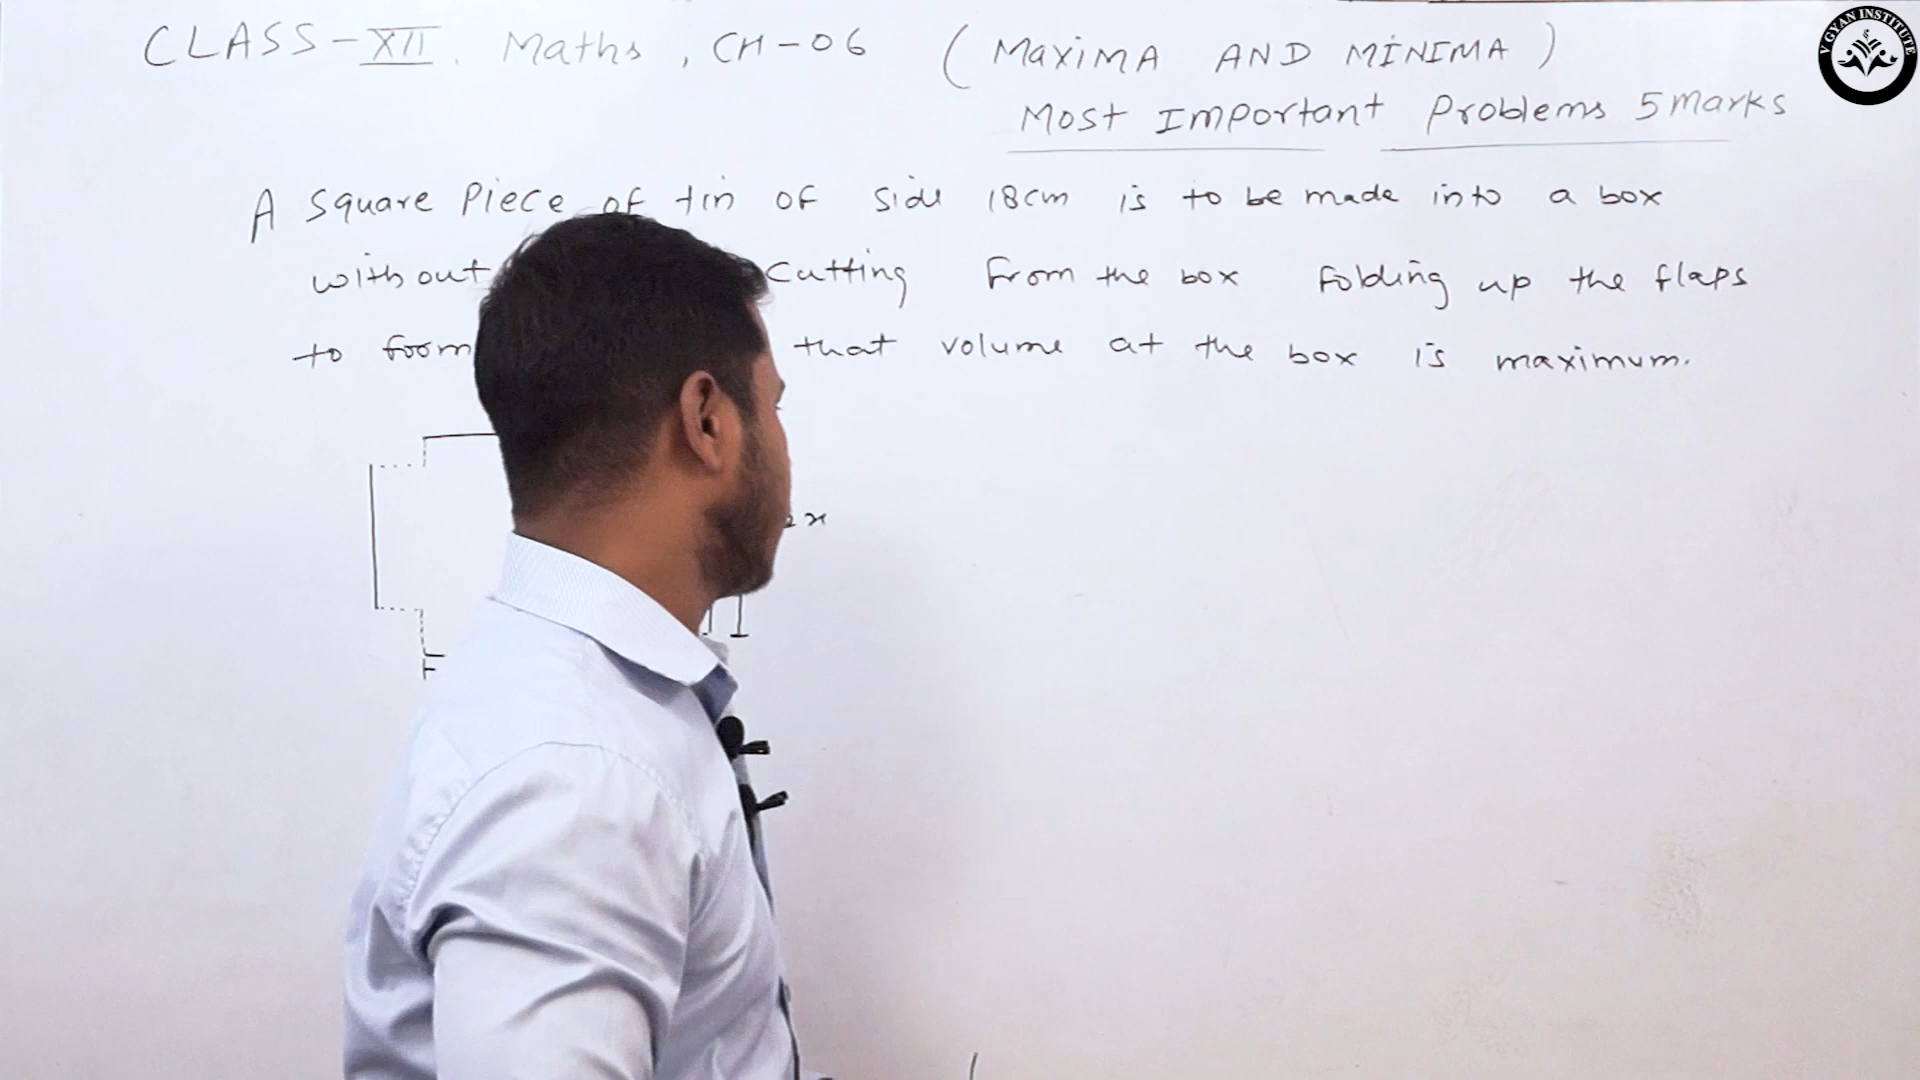 CLASS-XII. Maths, CH-06 (MaxiMA AND MINIMA)
Most Important Problems 5 Marks
A square Piece of tin of side 18cm is to be made into a box
without cutting from the box folding up the flaps
to form that volume at the box is maximum.
V GYAN INSTITUTE